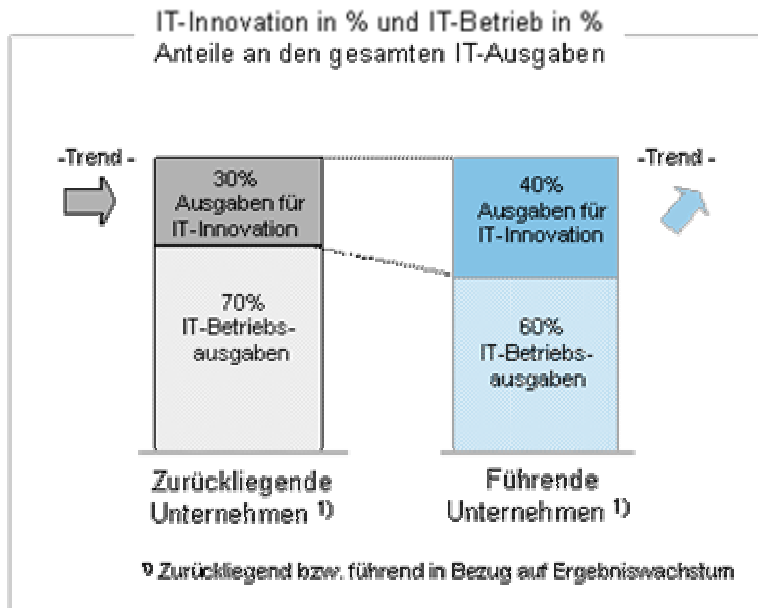 IT-Innovation in % und IT-Betrieb in %
Anteile an den gesamten IT-Ausgaben
-Trend -
30%
Ausgaben für
IT-Innovation
70%
IT-Betriebs-
ausgaben
40%
Ausgaben für
IT-Innovation
60%
IT-Betriebs-
ausgaben
-Trend -
Zurückliegende
Unternehmen 1)
Führende
Unternehmen 1)
1) Zurückliegend bzw. führend in Bezug auf Ergebniswachstum